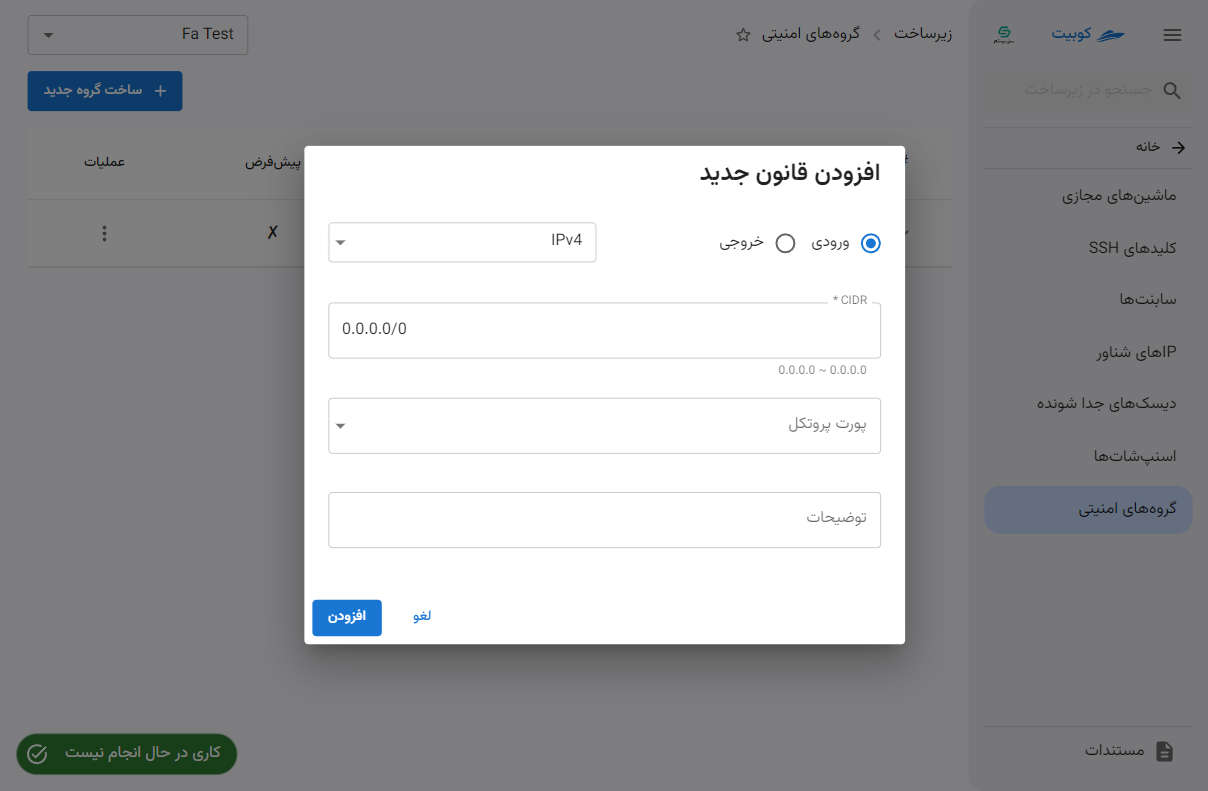 کوبیت
جستجو در زیرساخت
خانه
ماشین‌های مجازی
کلیدهای SSH
سابنت‌ها
IPهای شناور
دیسک‌های جدا شونده
اسنپ‌شات‌ها
گروه‌های امنیتی
مستندات
زیرساخت
گروه‌های امنیتی
Fa Test
ساخت گروه جدید
پیش‌فرض
عملیات
افزودن قانون جدید
ورودی
خروجی
IPv4
CIDR *
0.0.0.0/0
0.0.0.0 ~ 0.0.0.0
پورت پروتکل
توضیحات
لغو
افزودن
کاری در حال انجام نیست